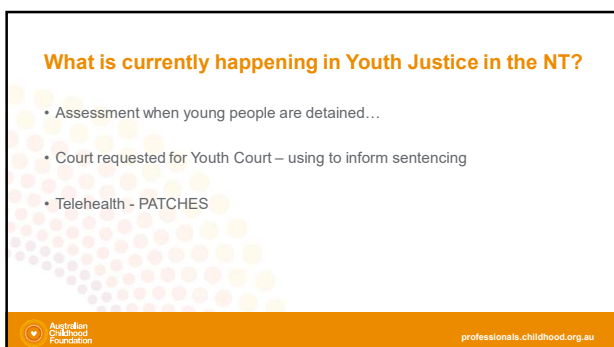 What is currently happening in Youth Justice in the NT?
• Assessment when young people are detained…
• Court requested for Youth Court – using to inform sentencing
• Telehealth - PATCHES
Australian
Childhood
Foundation
professionals.childhood.org.au